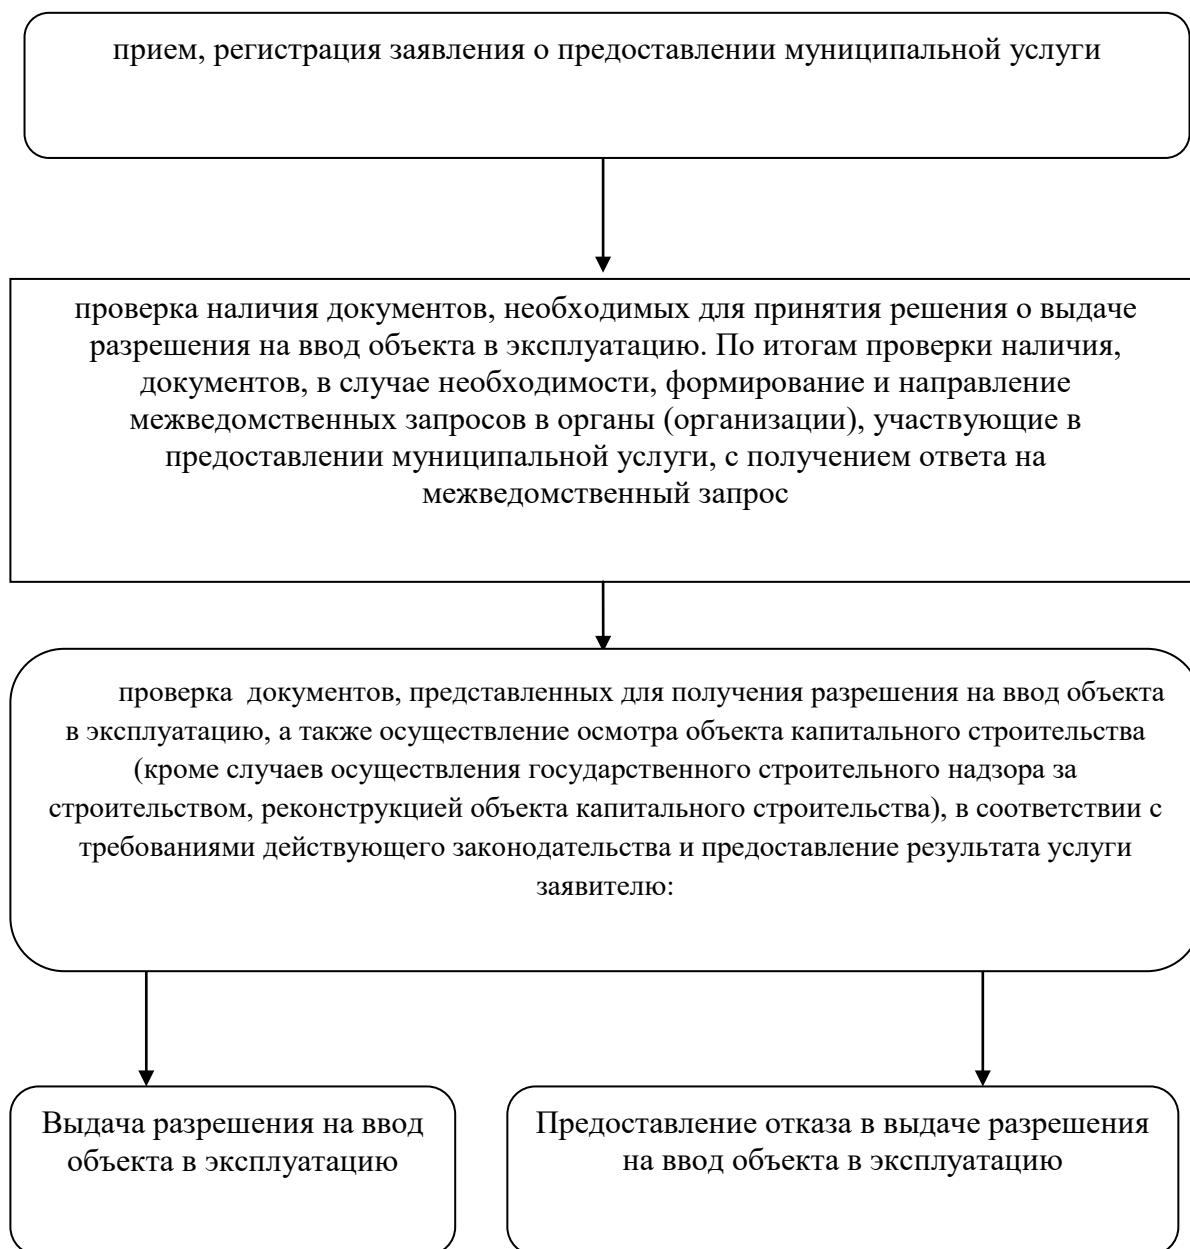 прием, регистрация заявления о предоставлении муниципальной услуги
проверка наличия документов, необходимых для принятия решения о выдаче
разрешения на ввод объекта в эксплуатацию. По итогам проверки наличия,
документов, в случае необходимости, формирование и направление
межведомственных запросов в органы (организации), участвующие в
предоставлении муниципальной услуги, с получением ответа на
межведомственный запрос
проверка  документов, представленных для получения разрешения на ввод объекта
в эксплуатацию, а также осуществление осмотра объекта капитального строительства
(кроме случаев осуществления государственного строительного надзора за
строительством, реконструкцией объекта капитального строительства), в соответствии с
требованиями действующего законодательства и предоставление результата услуги
заявителю:
Выдача разрешения на ввод
объекта в эксплуатацию
Предоставление отказа в выдаче разрешения
на ввод объекта в эксплуатацию